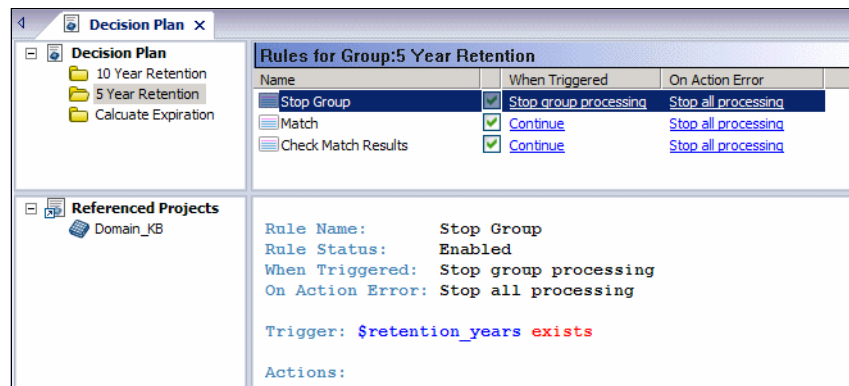 Decision Plan
Decision Plan
10 Year Retention
5 Year Retention
Calcuate Expiration
Rules for Group:5 Year Retention
Name When Triggered On Action Error
Stop Group Stop group processing Stop all processing
Match Continue Stop all processing
Check Match Results Continue Stop all processing
Referenced Projects
Domain_KB
Rule Name: Stop Group
Rule Status: Enabled
When Triggered: Stop group processing
On Action Error: Stop all processing
Trigger: $retention_years exists
Actions: